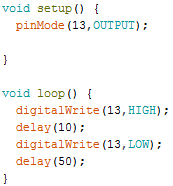 void setup() {
pinMode(13,OUTPUT);
}
void loop() {
digitalWrite(13,HIGH);
delay(10);
digitalWrite(13,LOW);
delay(50);
}